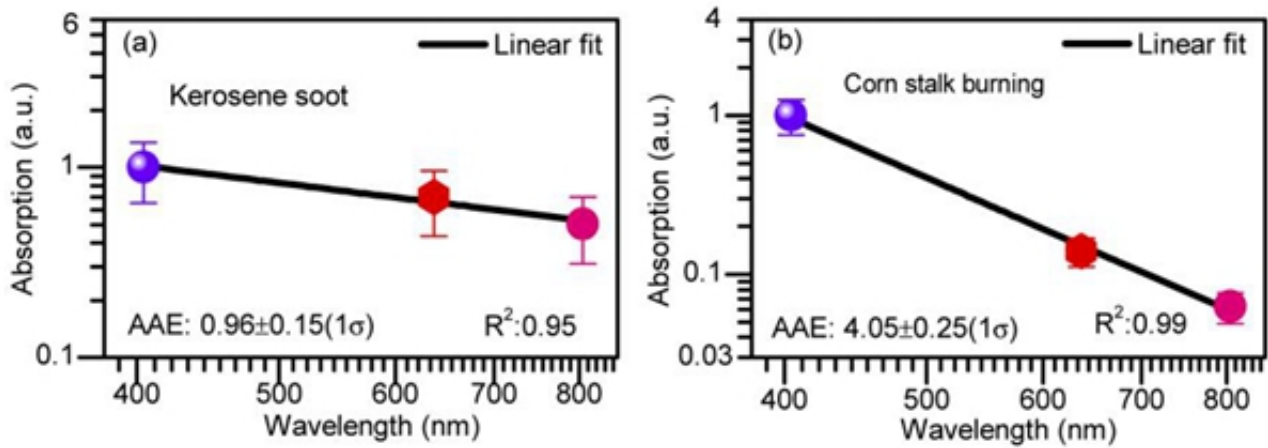 6
(a)
Linear fit
Kerosene soot
Absorption (a.u.)
1
AAE: 0.96±0.15(1σ)
R²:0.95
0.1
400 500 600 700 800
Wavelength (nm)
4
(b)
Linear fit
Corn stalk burning
Absorption (a.u.)
1
0.1
AAE: 4.05±0.25(1σ)
R²:0.99
0.03
400 500 600 700 800
Wavelength (nm)